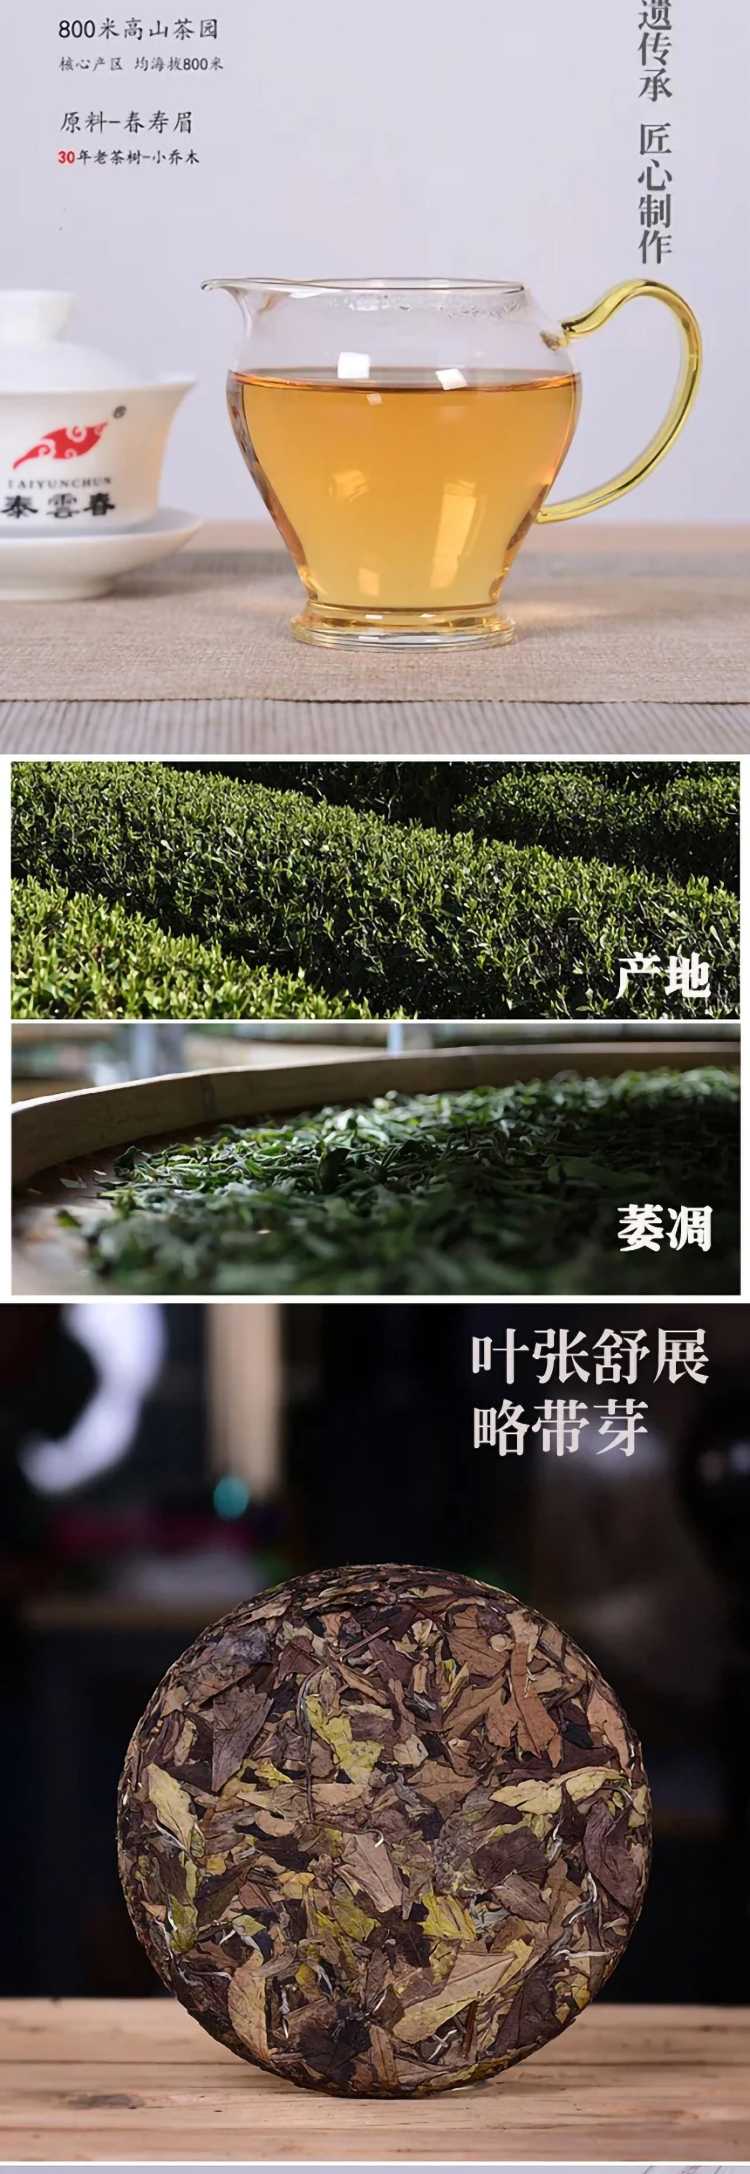 800米高山茶园
核心产区 均海拔800米
原料-春寿眉
30年老茶树-小乔木
遗传承 匠心制作
®
TAIYUNCHUN
泰雲春
产地
萎凋
叶张舒展
略带芽